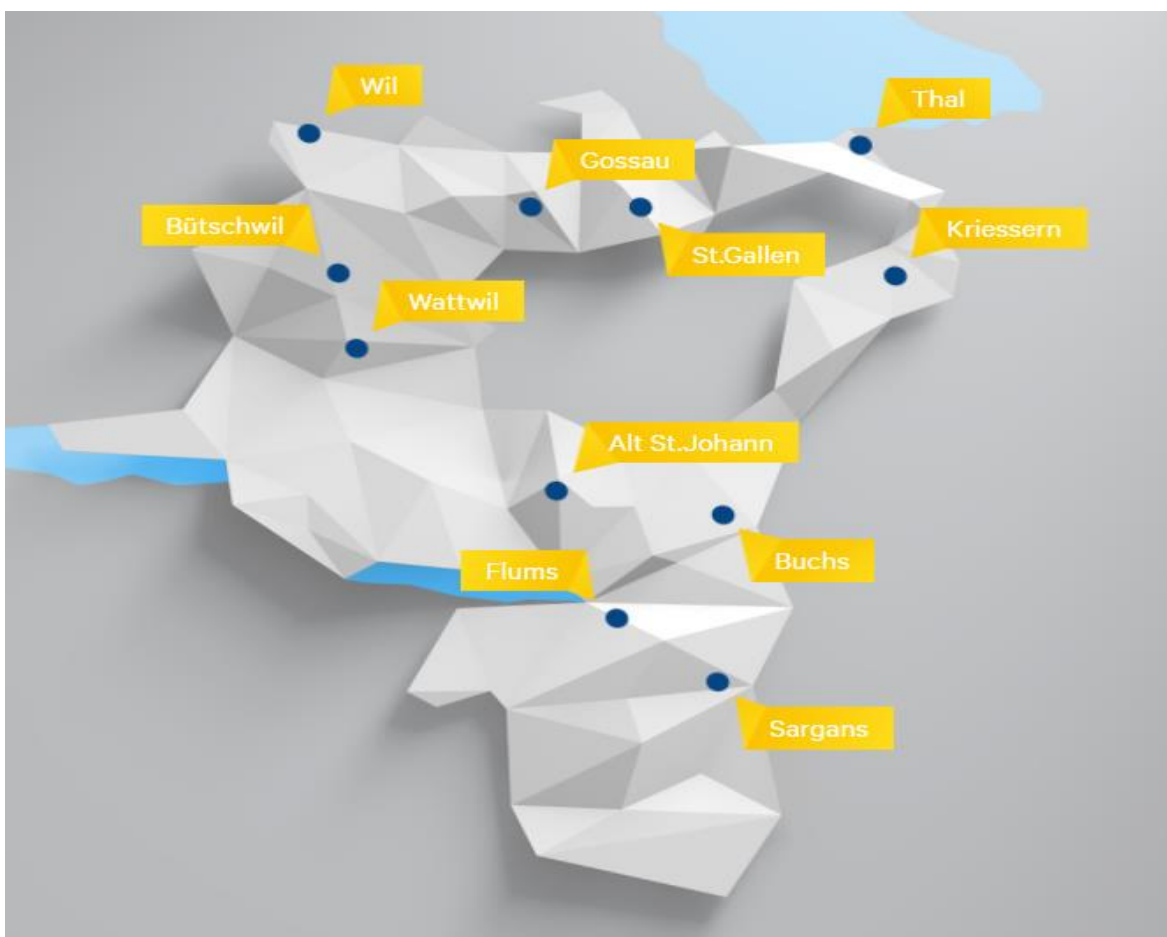 Wil
Thal
Gossau
Bütschwil
Kriessern
St.Gallen
Wattwil
Alt St.Johann
Buchs
Flums
Sargans